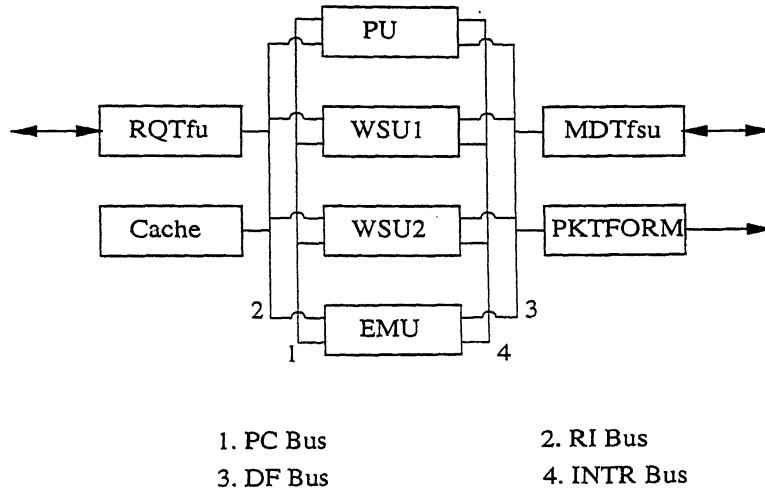 PU
RQTfu
WSU1
MDTfsu
Cache
WSU2
PKTFORM
2
EMU
3
1
4
1. PC Bus
2. RI Bus
3. DF Bus
4. INTR Bus